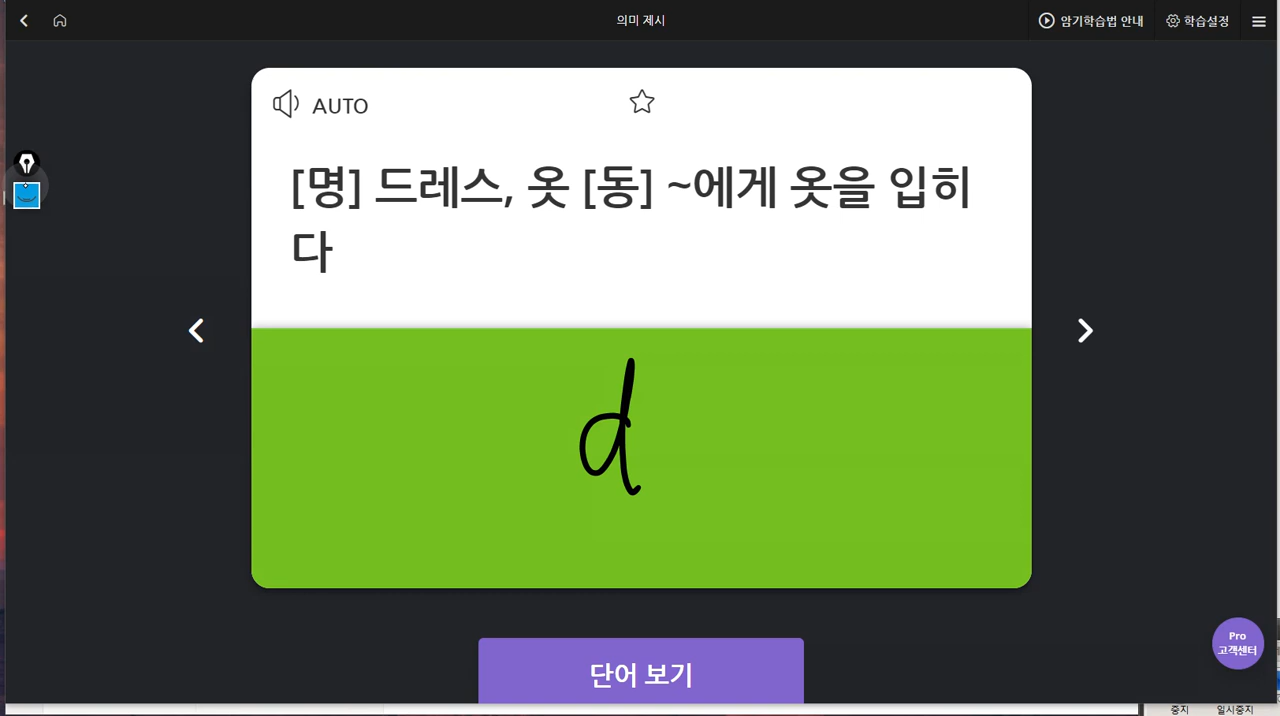 의미 제시
암기학습법 안내
학습설정
AUTO
[명] 드레스, 옷 [동] ~에게 옷을 입히
다
d
단어 보기
Pro
고객센터
중지
일시중지